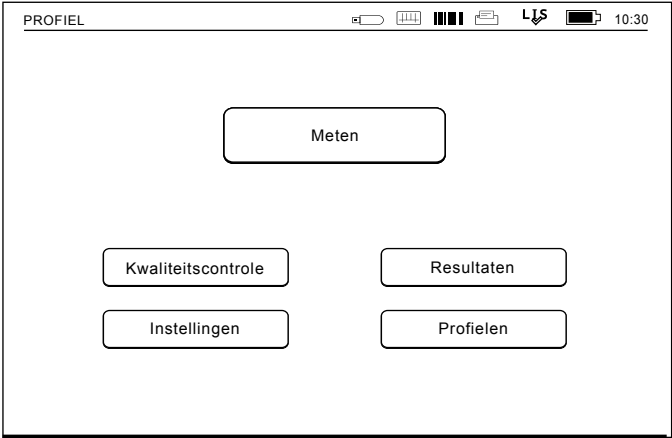 PROFIEL LIS 10:30
Meten
Kwaliteitscontrole Resultaten
Instellingen Profielen